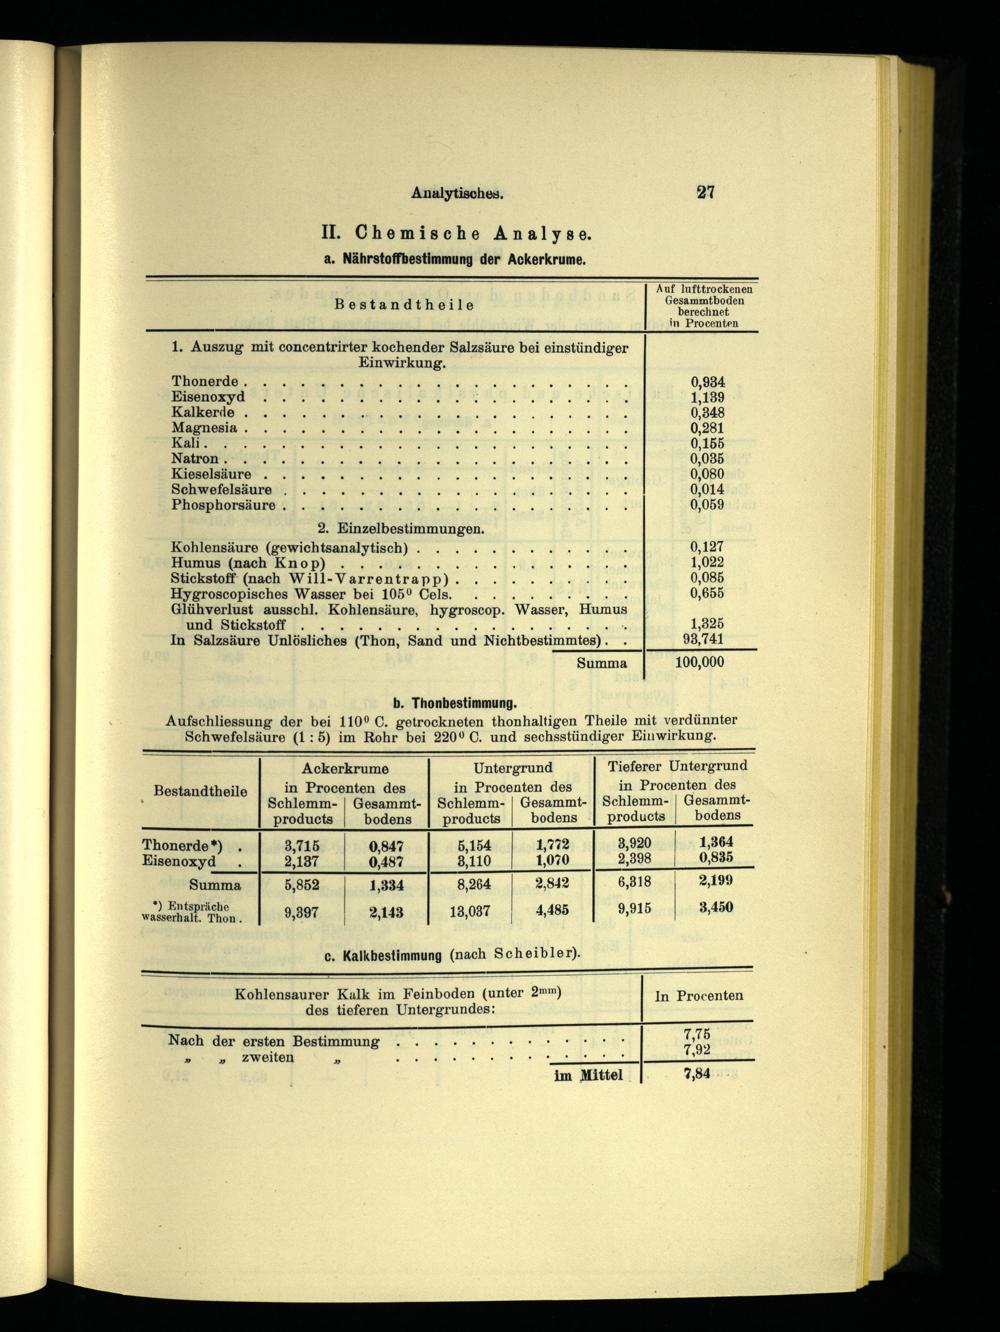 Analytisches. 27
II. Chemische Analyse.
a. Nährstoffbestimmung der Ackerkrume.
Bestandtheile
Auf lufttrockenen
Gesammtboden
berechnet
in Procenten
1. Auszug mit concentrirter kochender Salzsäure bei einstündiger
Einwirkung.
Thonerde . . . . . . . . . . . . . . . . . . . . . 0,934
Eisenoxyd . . . . . . . . . . . . . . . . . . . 1,139
Kalkerde . . . . . . . . . . . . . . . . . . . . . 0,348
Magnesia . . . . . . . . . . . . . . . . . . . . . 0,281
Kali . . . . . . . . . . . . . . . . . . . . . . . 0,155
Natron . . . . . . . . . . . . . . . . . . . . . . 0,035
Kieselsäure . . . . . . . . . . . . . . . . . . . . 0,080
Schwefelsäure . . . . . . . . . . . . . . . . . . . 0,014
Phosphorsäure . . . . . . . . . . . . . . . . . . . 0,059
2. Einzelbestimmungen.
Kohlensäure (gewichtsanalytisch) . . . . . . . . . . . . 0,127
Humus (nach Knop) . . . . . . . . . . . . . . . . 1,022
Stickstoff (nach Will-Varrentrapp) . . . . . . . . . . 0,085
Hygroscopisches Wasser bei 105⁰ Cels. . . . . . . . . . 0,655
Glühverlust ausschl. Kohlensäure, hygroscop. Wasser, Humus
und Stickstoff . . . . . . . . . . . . . . . . . . 1,325
In Salzsäure Unlösliches (Thon, Sand und Nichtbestimmtes) . . 93,741
Summa 100,000
b. Thonbestimmung.
Aufschliessung der bei 110⁰ C. getrockneten thonhaltigen Theile mit verdünnter
Schwefelsäure (1 : 5) im Rohr bei 220⁰ C. und sechsstündiger Einwirkung.
Bestandtheile
Ackerkrume Untergrund Tieferer Untergrund
in Procenten des in Procenten des in Procenten des
Schlemm- Gesammt- Schlemm- Gesammt- Schlemm- Gesammt-
products bodens products bodens products bodens
Thonerde*) . 3,715 0,847 5,154 1,772 3,920 1,364
Eisenoxyd . 2,137 0,487 3,110 1,070 2,398 0,835
Summa 5,852 1,334 8,264 2,842 6,318 2,199
*) Entspräche
wasserhalt. Thon . 9,397 2,143 13,037 4,485 9,915 3,450
c. Kalkbestimmung (nach Scheibler).
Kohlensaurer Kalk im Feinboden (unter 2ᵐᵐ)
des tieferen Untergrundes:
In Procenten
Nach der ersten Bestimmung . . . . . . . . . . . . . 7,75
„ „ zweiten „ . . . . . . . . . . . . . 7,92
im Mittel 7,84